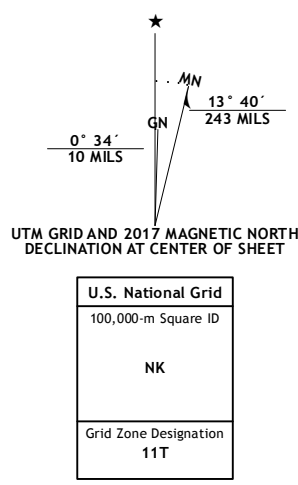 ★
MN
GN
13° 40´
243 MILS
0° 34´
10 MILS
UTM GRID AND 2017 MAGNETIC NORTH
DECLINATION AT CENTER OF SHEET
U.S. National Grid
100,000-m Square ID
NK
Grid Zone Designation
11T